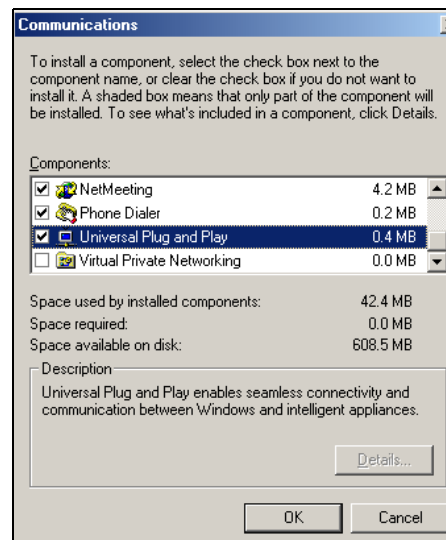 Communications
To install a component, select the check box next to the
component name, or clear the check box if you do not want to
install it. A shaded box means that only part of the component will
be installed. To see what's included in a component, click Details.
Components:
NetMeeting 4.2 MB
Phone Dialer 0.2 MB
Universal Plug and Play 0.4 MB
Virtual Private Networking 0.0 MB
Space used by installed components: 42.4 MB
Space required: 0.0 MB
Space available on disk: 608.5 MB
Description
Universal Plug and Play enables seamless connectivity and
communication between Windows and intelligent appliances.
Details...
OK Cancel